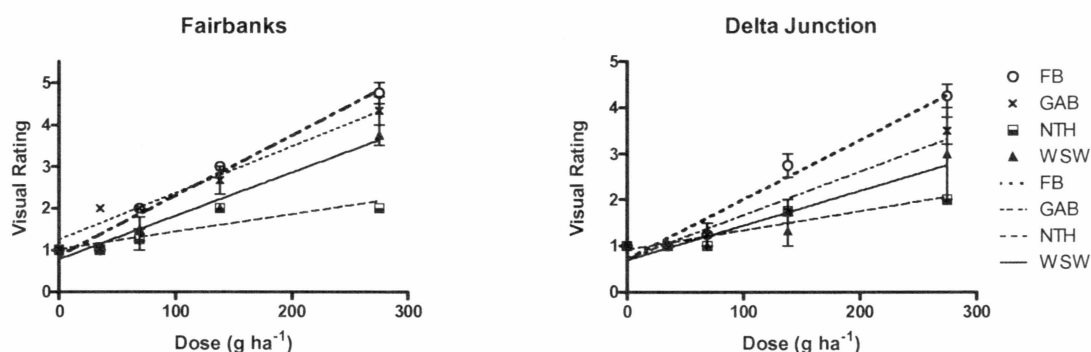 Fairbanks
Visual Rating
5
4
3
2
1
0
0
100
200
300
Dose (g ha⁻¹)
Delta Junction
Visual Rating
5
4
3
2
1
0
0
100
200
300
Dose (g ha⁻¹)
FB
GAB
NTH
WSW
FB
GAB
NTH
WSW